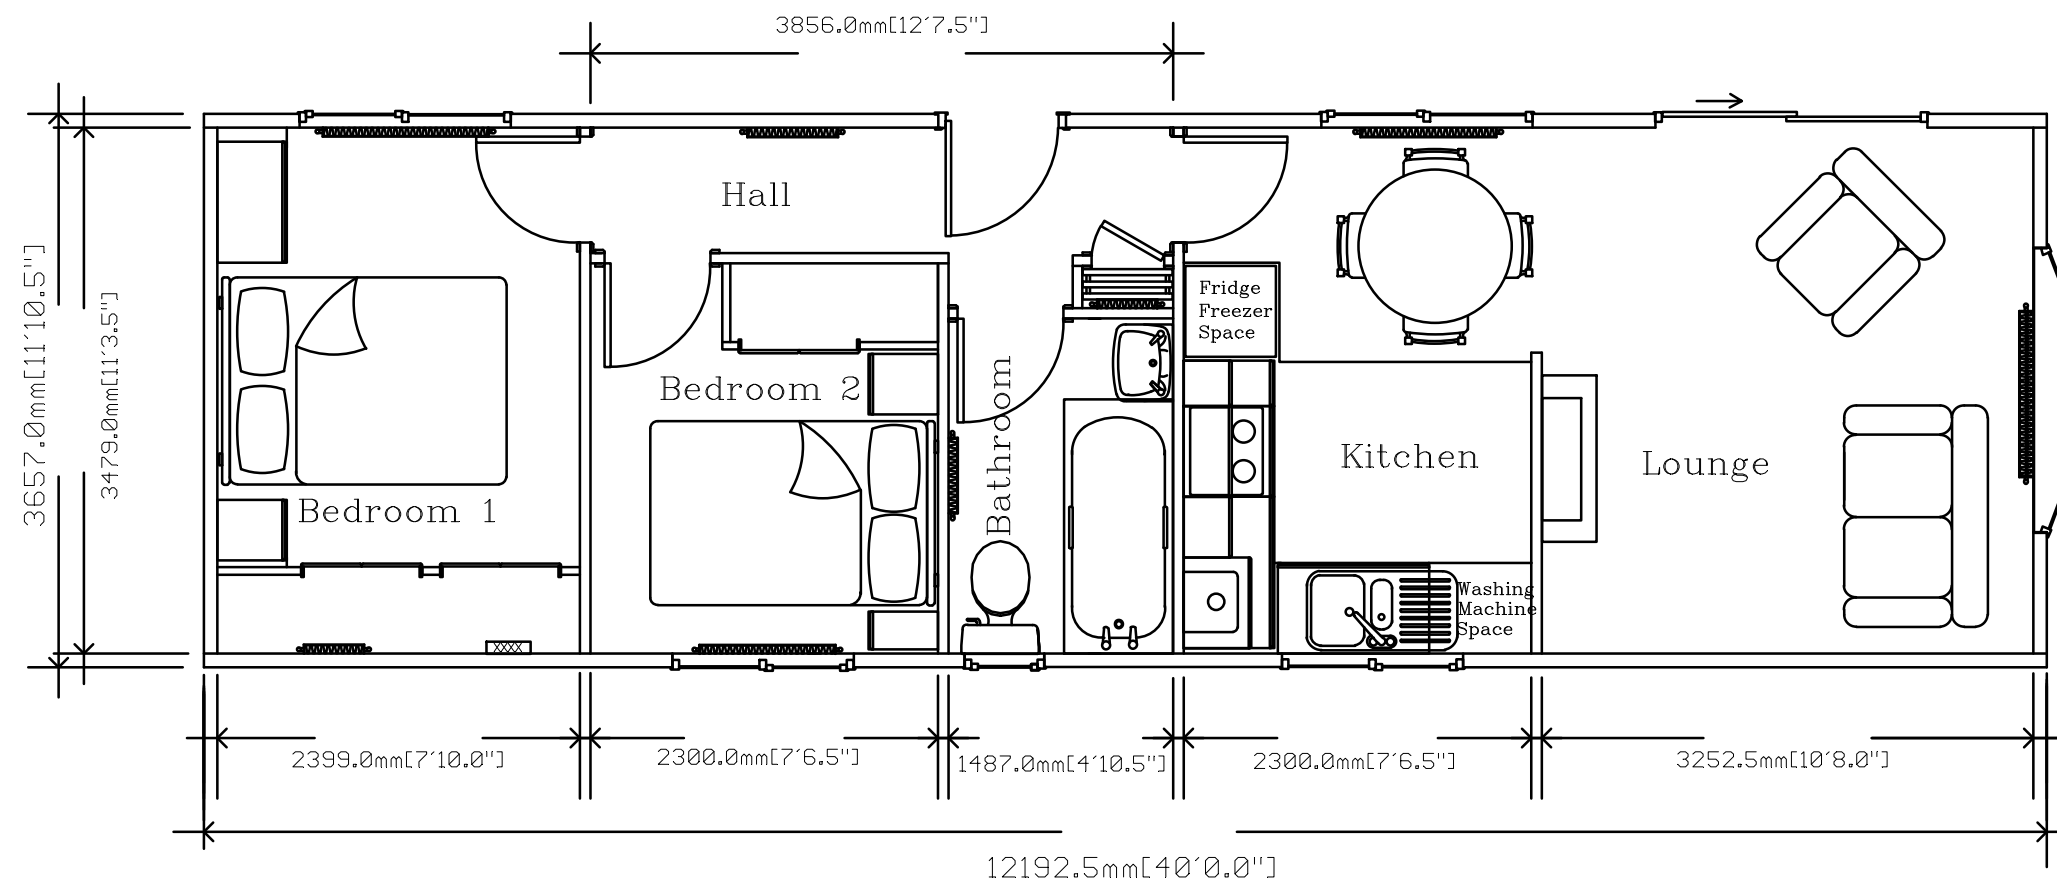 3856.0mm[12´7.5"]
3657.0mm[11´10.5"]
3479.0mm[11´3.5"]
Hall
Fridge
Freezer
Space
Bedroom 2
Bathroom
Kitchen
Lounge
Bedroom 1
Washing
Machine
Space
2399.0mm[7´10.0"]
2300.0mm[7´6.5"]
1487.0mm[4´10.5"]
2300.0mm[7´6.5"]
3252.5mm[10´8.0"]
12192.5mm[40´0.0"]